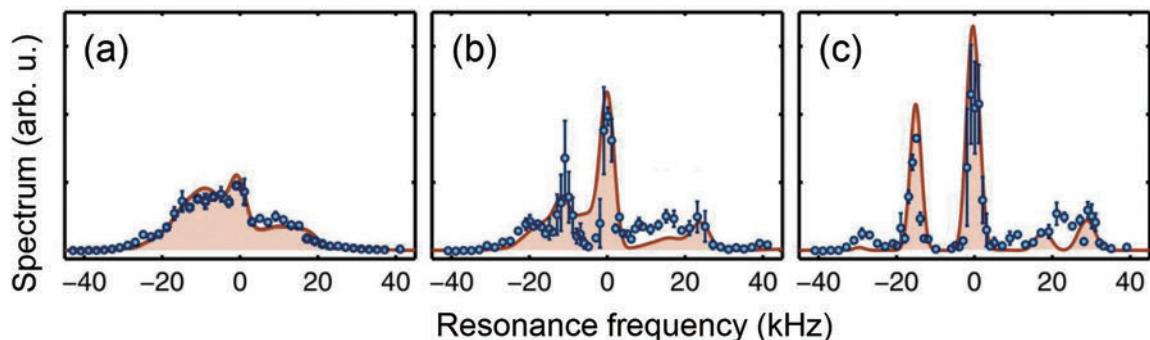 (a) (b) (c)
Spectrum (arb. u.)
−40 −20 0 20 40 −40 −20 0 20 40 −40 −20 0 20 40
Resonance frequency (kHz)